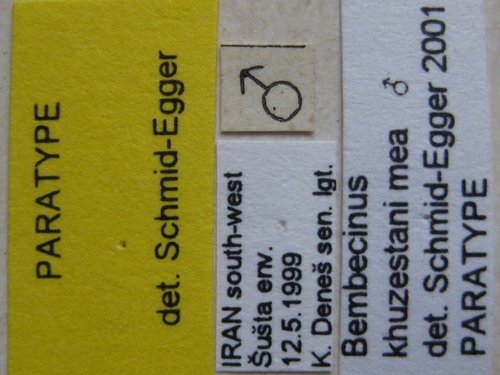 PARATYPE
det. Schmid-Egger
♂
IRAN south-west
Šušta env.
12.5.1999
K. Deneš sen. lgt.
Bembecinus
khuzestani mea ♂
det. Schmid-Egger 2001
PARATYPE